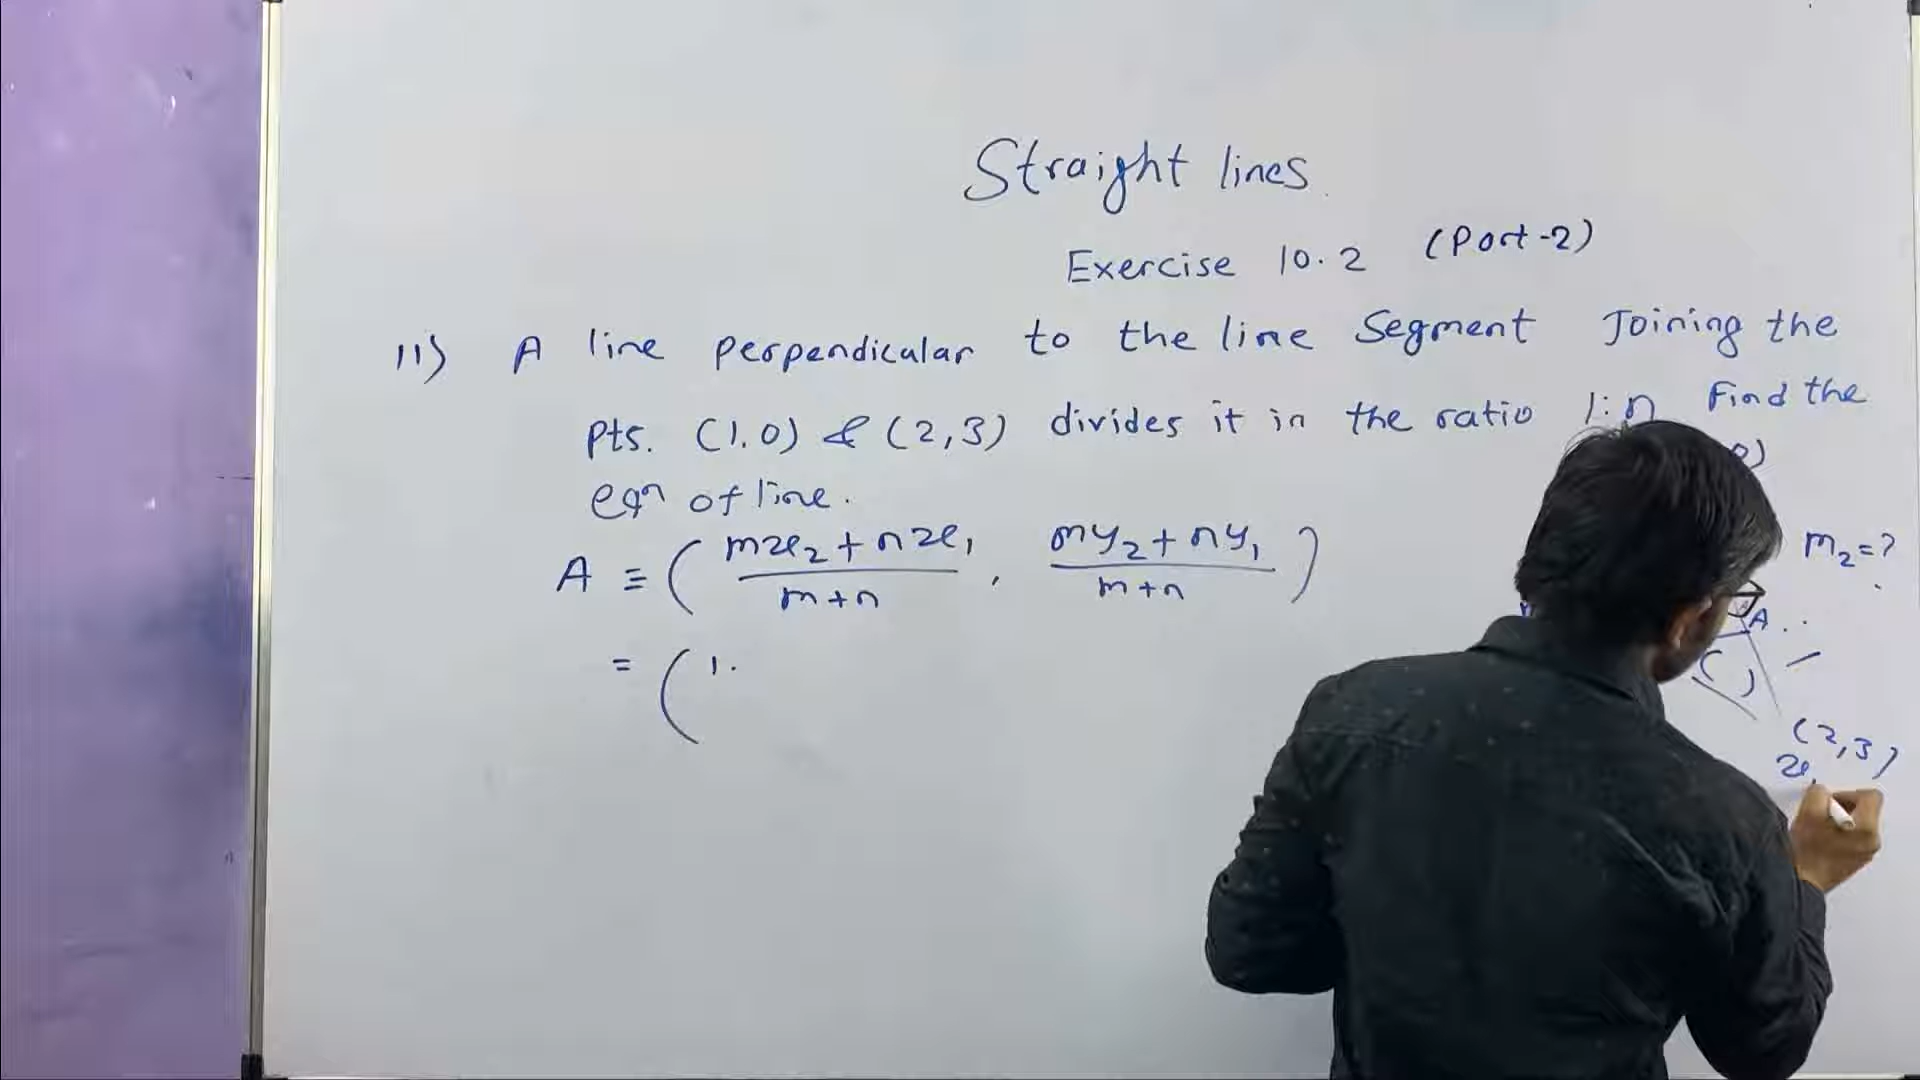 Straight lines
Exercise 10.2 (Part-2)
11) A line perpendicular to the line Segment Joining the
pts. (1.0) & (2,3) divides it in the ratio 1:n Find the
eqn of line.
A ≡ ( mx2 + nx1 / m+n , my2 + ny1 / m+n )
= ( 1.
m2 = ?
A
(2,3)